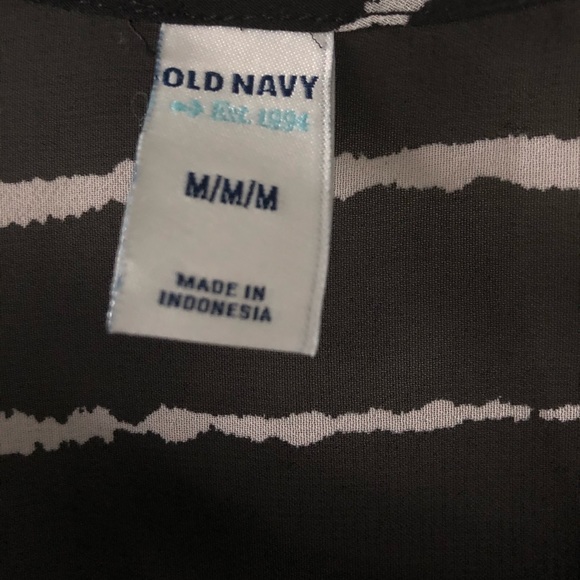 OLD NAVY
Est. 1994
M/M/M
MADE IN
INDONESIA